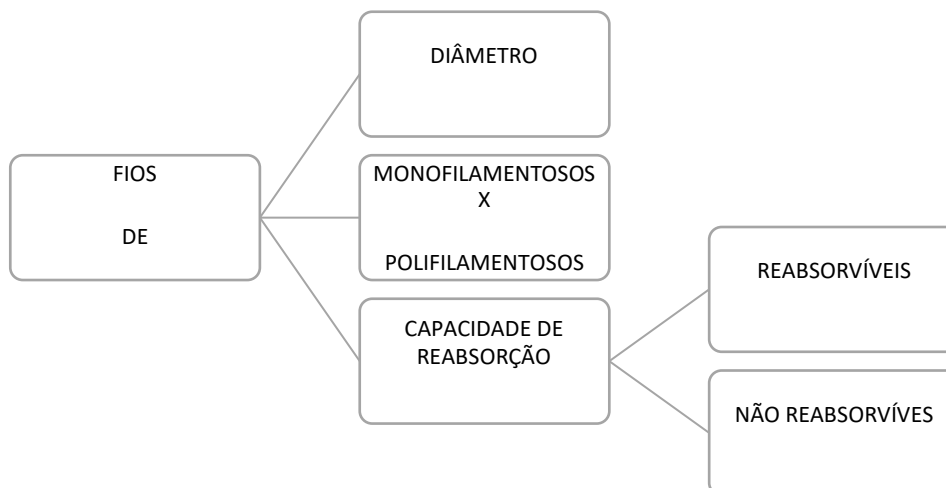 DIÂMETRO
FIOS
DE
MONOFILAMENTOSOS
X
POLIFILAMENTOSOS
CAPACIDADE DE
REABSORÇÃO
REABSORVÍVEIS
NÃO REABSORVÍVES